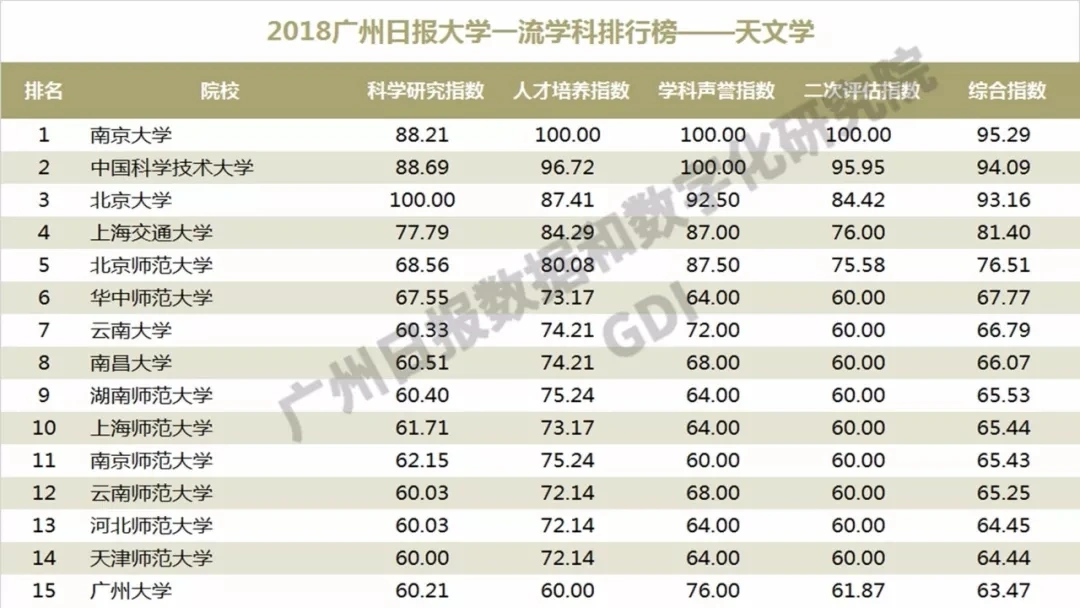 2018广州日报大学一流学科排行榜——天文学
排名 院校 科学研究指数 人才培养指数 学科声誉指数 二次评估指数 综合指数
1 南京大学 88.21 100.00 100.00 100.00 95.29
2 中国科学技术大学 88.69 96.72 100.00 95.95 94.09
3 北京大学 100.00 87.41 92.50 84.42 93.16
4 上海交通大学 77.79 84.29 87.00 76.00 81.40
5 北京师范大学 68.56 80.08 87.50 75.58 76.51
6 华中师范大学 67.55 73.17 64.00 60.00 67.77
7 云南大学 60.33 74.21 72.00 60.00 66.79
8 南昌大学 60.51 74.21 68.00 60.00 66.07
9 湖南师范大学 60.40 75.24 64.00 60.00 65.53
10 上海师范大学 61.71 73.17 64.00 60.00 65.44
11 南京师范大学 62.15 75.24 60.00 60.00 65.43
12 云南师范大学 60.03 72.14 68.00 60.00 65.25
13 河北师范大学 60.03 72.14 64.00 60.00 64.45
14 天津师范大学 60.00 72.14 64.00 60.00 64.44
15 广州大学 60.21 60.00 76.00 61.87 63.47
广州日报数据和数字化研究院
GDI